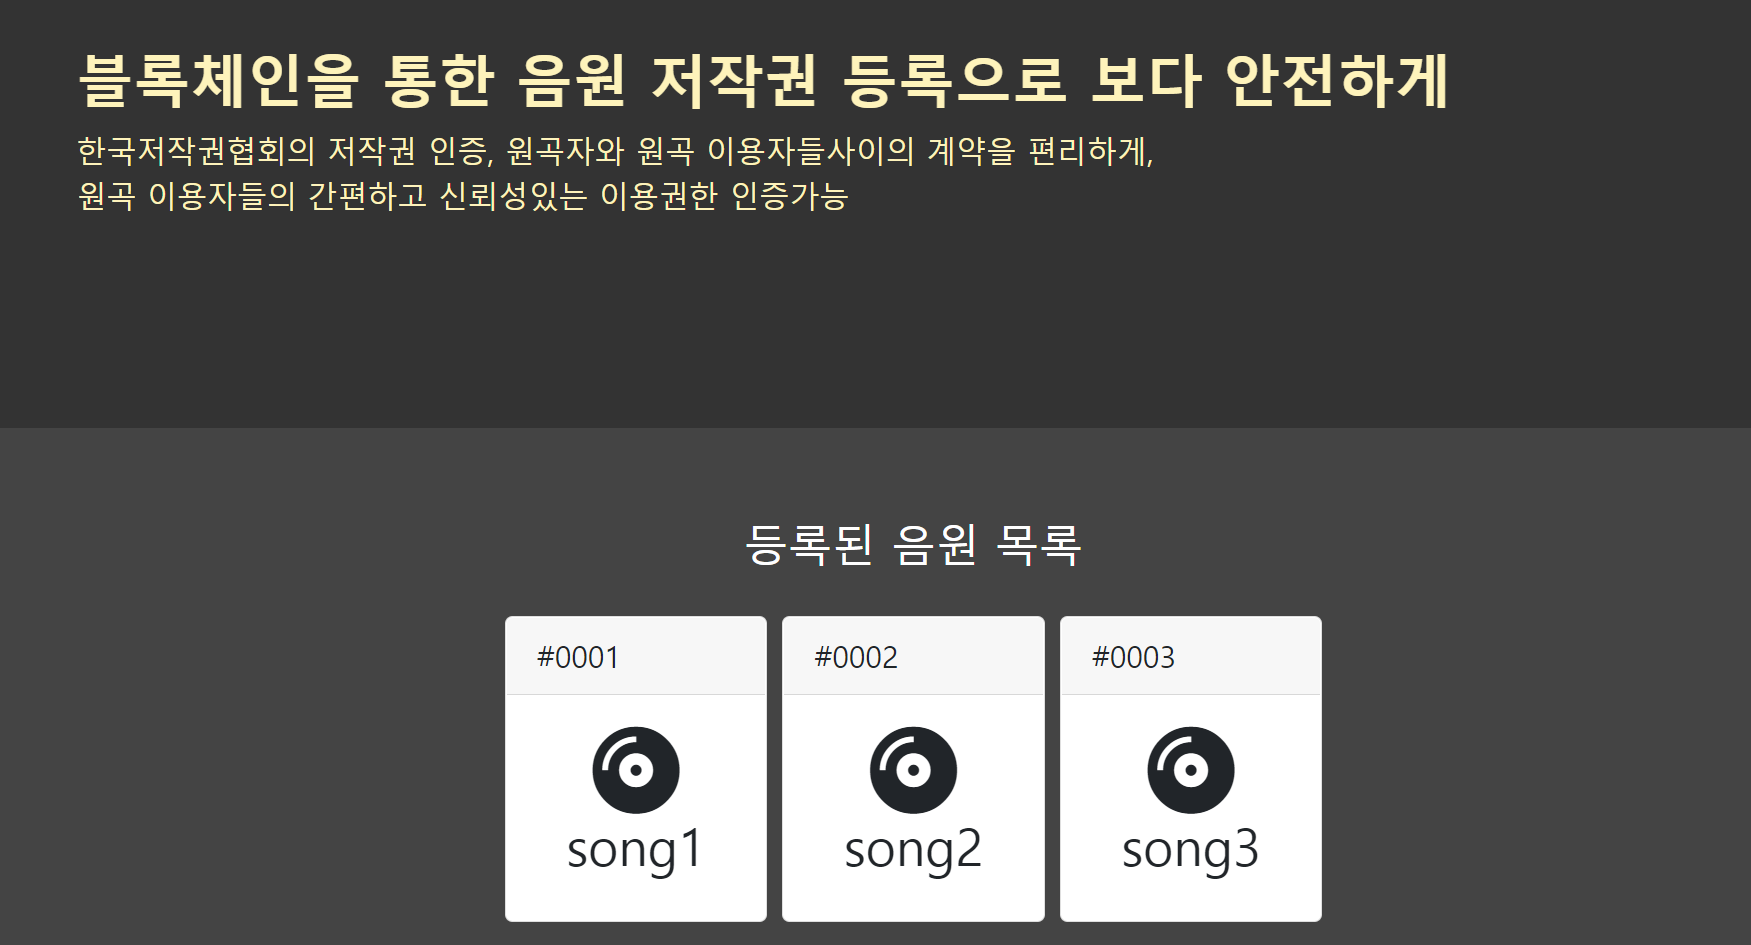 블록체인을 통한 음원 저작권 등록으로 보다 안전하게
한국저작권협회의 저작권 인증, 원곡자와 원곡 이용자들사이의 계약을 편리하게,
원곡 이용자들의 간편하고 신뢰성있는 이용권한 인증가능
등록된 음원 목록
#0001
song1
#0002
song2
#0003
song3